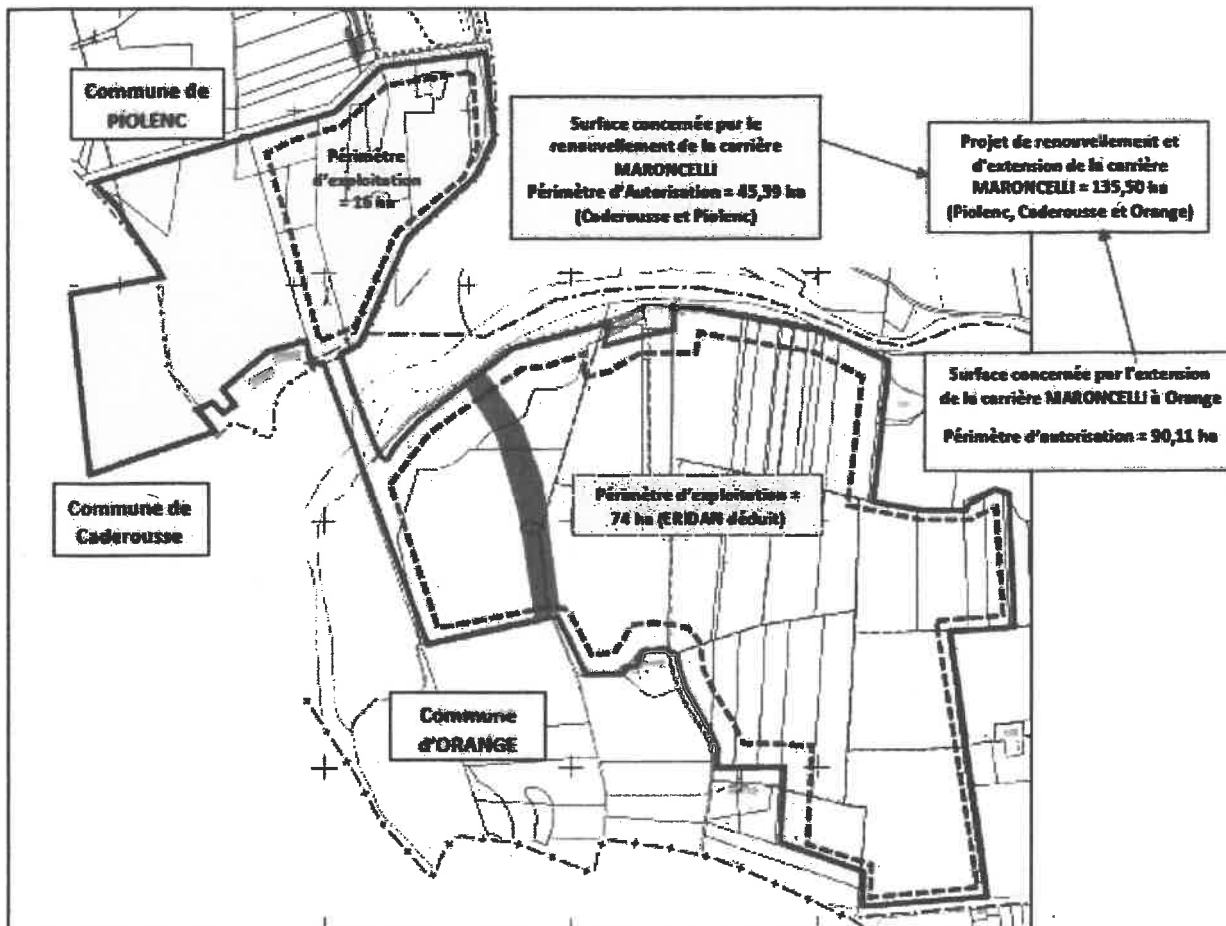 Commune de
PIOLENC
Périmètre
d'exploitation
= 16 ha
Surface concernée par le
renouvellement de la carrière
MARONCELLI
Périmètre d'Autorisation = 45,39 ha
(Caderousse et Piolenc)
Projet de renouvellement et
d'extension de la carrière
MARONCELLI = 135,50 ha
(Piolenc, Caderousse et Orange)
Surface concernée par l'extension
de la carrière MARONCELLI à Orange
Périmètre d'autorisation = 90,11 ha
Périmètre d'exploitation =
74 ha (ERIDAN déduit)
Commune de
Caderousse
Commune
d'ORANGE